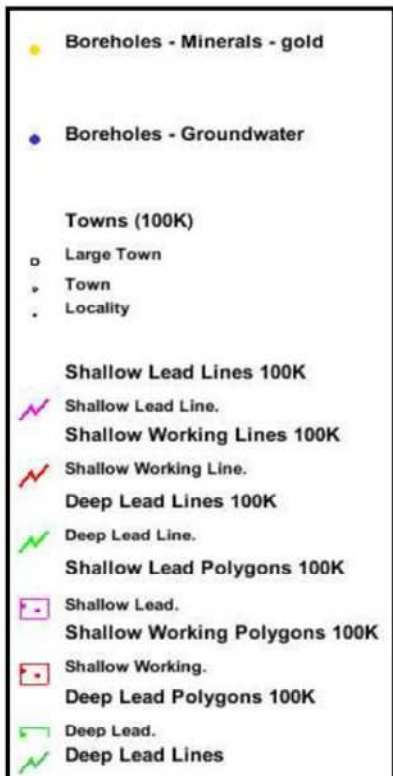 Boreholes - Minerals - gold
Boreholes - Groundwater
Towns (100K)
Large Town
Town
Locality
Shallow Lead Lines 100K
Shallow Lead Line.
Shallow Working Lines 100K
Shallow Working Line.
Deep Lead Lines 100K
Deep Lead Line.
Shallow Lead Polygons 100K
Shallow Lead.
Shallow Working Polygons 100K
Shallow Working.
Deep Lead Polygons 100K
Deep Lead.
Deep Lead Lines